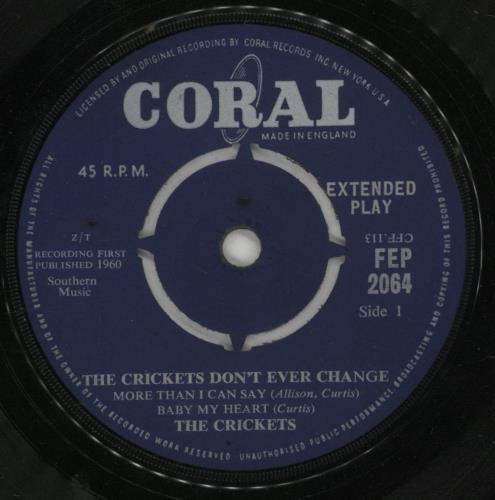 LICENSED BY AND ORIGINAL RECORDING BY CORAL RECORDS INC. NEW YORK U.S.A.
CORAL
MADE IN ENGLAND
45 R.P.M.
EXTENDED
PLAY
Z/T
RECORDING FIRST
PUBLISHED 1960
Southern
Music
CFF.113
FEP
2064
Side 1
THE CRICKETS DON'T EVER CHANGE
MORE THAN I CAN SAY (Allison, Curtis)
BABY MY HEART (Curtis)
THE CRICKETS
ALL RIGHTS OF THE MANUFACTURER AND OF THE OWNER OF THE RECORDED WORK RESERVED UNAUTHORISED PUBLIC PERFORMANCE, BROADCASTING AND COPYING OF THIS RECORD PROHIBITED